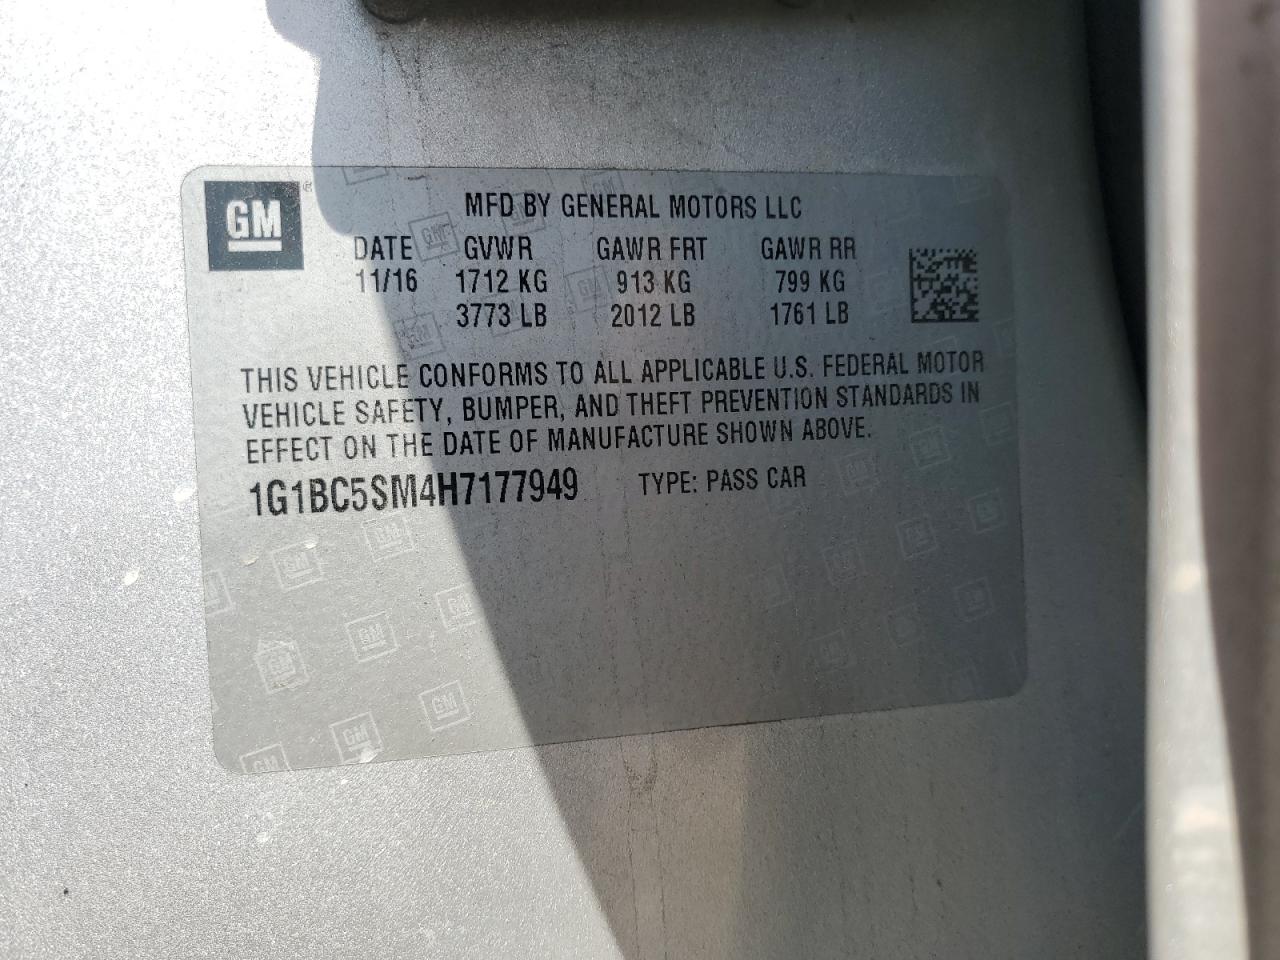 GM
MFD BY GENERAL MOTORS LLC
DATE GVWR GAWR FRT GAWR RR
11/16 1712 KG 913 KG 799 KG
3773 LB 2012 LB 1761 LB
THIS VEHICLE CONFORMS TO ALL APPLICABLE U.S. FEDERAL MOTOR
VEHICLE SAFETY, BUMPER, AND THEFT PREVENTION STANDARDS IN
EFFECT ON THE DATE OF MANUFACTURE SHOWN ABOVE.
1G1BC5SM4H7177949 TYPE: PASS CAR